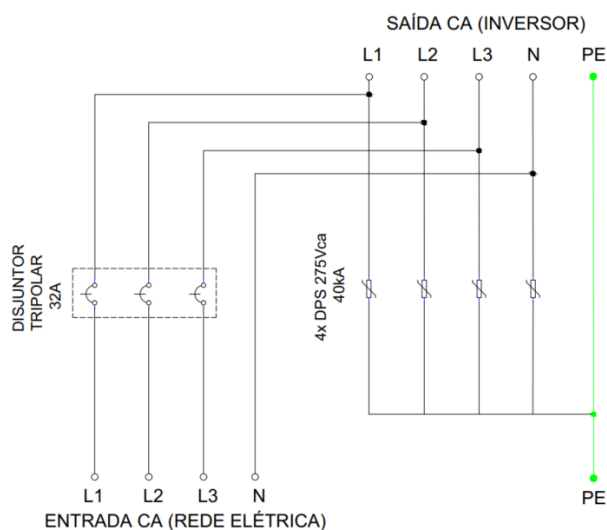 SAÍDA CA (INVERSOR)
L1 L2 L3 N PE
DISJUNTOR
TRIPOLAR
32A
4x DPS 275Vca
40kA
L1 L2 L3 N PE
ENTRADA CA (REDE ELÉTRICA)